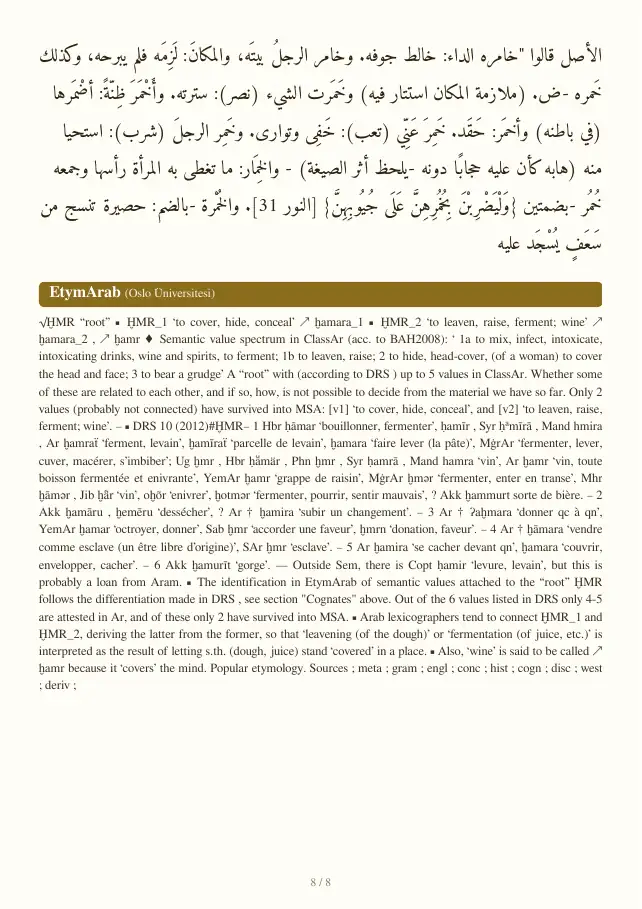 الأصل قالوا "خامره الداء: خالط جوفه. وخامر الرجلُ بيتَه، والمكانَ: لَزِمَه فلم يبرحه، وكذلك
خَمره -ض. (ملازمة المكان استتار فيه) وخَمَرت الشيء (نصر): سترته. وأَخْمَرَ ظِنّةً: أضْمَرها
(في باطنه) وأخمَر: حَقَد. خَمِرَ عَنِّي (تعب): خَفِى وتوارى. وخَمِر الرجلَ (شرب): استحيا
منه (هابه كأن عليه حجابًا دونه -يلحظ أثر الصيغة) - والخِمَار: ما تغطى به المرأة رأسها وجمعه
خُمُر -بضمتين {وَلْيَضْرِبْنَ بِخُمُرِهِنَّ عَلَى جُيُوبِهِنَّ} [النور 31]. والخُمْرة -بالضم: حصيرة تنسج من
سَعَفٍ يُسْجَد عليه
EtymArab (Oslo Üniversitesi)
√ḪMR “root” ▪ ḪMR_1 ‘to cover, hide, conceal’ ↗ ḫamara_1 ▪ ḪMR_2 ‘to leaven, raise, ferment; wine’ ↗
ḫamara_2 , ↗ ḫamr ♦ Semantic value spectrum in ClassAr (acc. to BAH2008): ‘ 1a to mix, infect, intoxicate,
intoxicating drinks, wine and spirits, to ferment; 1b to leaven, raise; 2 to hide, head-cover, (of a woman) to cover
the head and face; 3 to bear a grudge’ A “root” with (according to DRS ) up to 5 values in ClassAr. Whether some
of these are related to each other, and if so, how, is not possible to decide from the material we have so far. Only 2
values (probably not connected) have survived into MSA: [v1] ‘to cover, hide, conceal’, and [v2] ‘to leaven, raise,
ferment; wine’. – ▪ DRS 10 (2012)#ḪMR– 1 Hbr ḥāmar ‘bouillonner, fermenter’, ḥamīr , Syr ḥᵃmīrā , Mand hmira
, Ar ḫamraẗ ‘ferment, levain’, ḫamīraẗ ‘parcelle de levain’, ḫamara ‘faire lever (la pâte)’, MġrAr ‘fermenter, lever,
cuver, macérer, s’imbiber’; Ug ḫmr , Hbr ḥämär , Phn ḥmr , Syr ḥamrā , Mand hamra ‘vin’, Ar ḫamr ‘vin, toute
boisson fermentée et enivrante’, YemAr ḫamr ‘grappe de raisin’, MġrAr ḫmər ‘fermenter, enter en transe’, Mhr
ḫāmər , Jib ḫãr ‘vin’, oḫõr ‘enivrer’, ḫotmər ‘fermenter, pourrir, sentir mauvais’, ? Akk ḫammurt sorte de bière. – 2
Akk ḫamāru , ḫemēru ‘dessécher’, ? Ar † ḫamira ‘subir un changement’. – 3 Ar † ʔaḫmara ‘donner qc à qn’,
YemAr ḫamar ‘octroyer, donner’, Sab ḫmr ‘accorder une faveur’, ḫmrn ‘donation, faveur’. – 4 Ar † ḫāmara ‘vendre
comme esclave (un être libre d’origine)’, SAr ḫmr ‘esclave’. – 5 Ar ḫamira ‘se cacher devant qn’, ḫamara ‘couvrir,
envelopper, cacher’. – 6 Akk ḫamurīt ‘gorge’. — Outside Sem, there is Copt ḥamir ‘levure, levain’, but this is
probably a loan from Aram. ▪ The identification in EtymArab of semantic values attached to the “root” ḪMR
follows the differentiation made in DRS , see section "Cognates" above. Out of the 6 values listed in DRS only 4-5
are attested in Ar, and of these only 2 have survived into MSA. ▪ Arab lexicographers tend to connect ḪMR_1 and
ḪMR_2, deriving the latter from the former, so that ‘leavening (of the dough)’ or ‘fermentation (of juice, etc.)’ is
interpreted as the result of letting s.th. (dough, juice) stand ‘covered’ in a place. ▪ Also, ‘wine’ is said to be called ↗
ḫamr because it ‘covers’ the mind. Popular etymology. Sources ; meta ; gram ; engl ; conc ; hist ; cogn ; disc ; west
; deriv ;
8 / 8